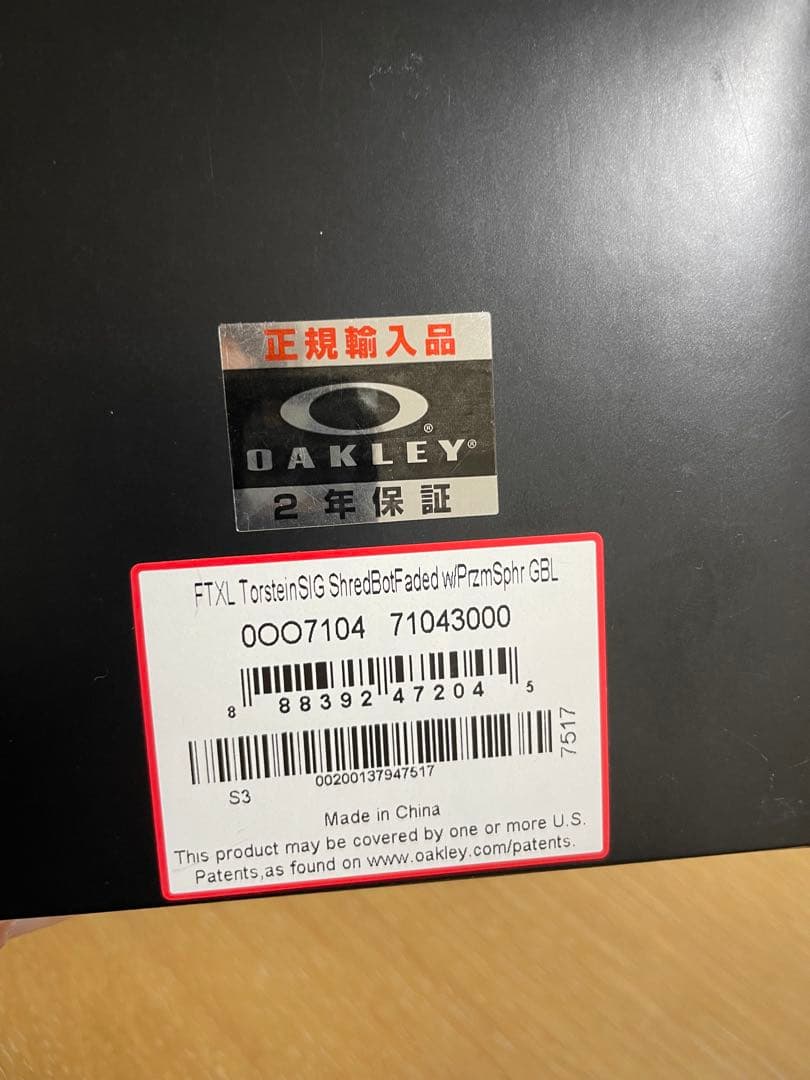 正規輸入品
OAKLEY®
2年保証
FTXL TorsteinSIG ShredBotFaded w/PrzmSphr GBL
0OO7104 71043000
8 88392 47204 5
7517
00200137947517
S3
Made in China
This product may be covered by one or more U.S.
Patents,as found on www.oakley.com/patents.